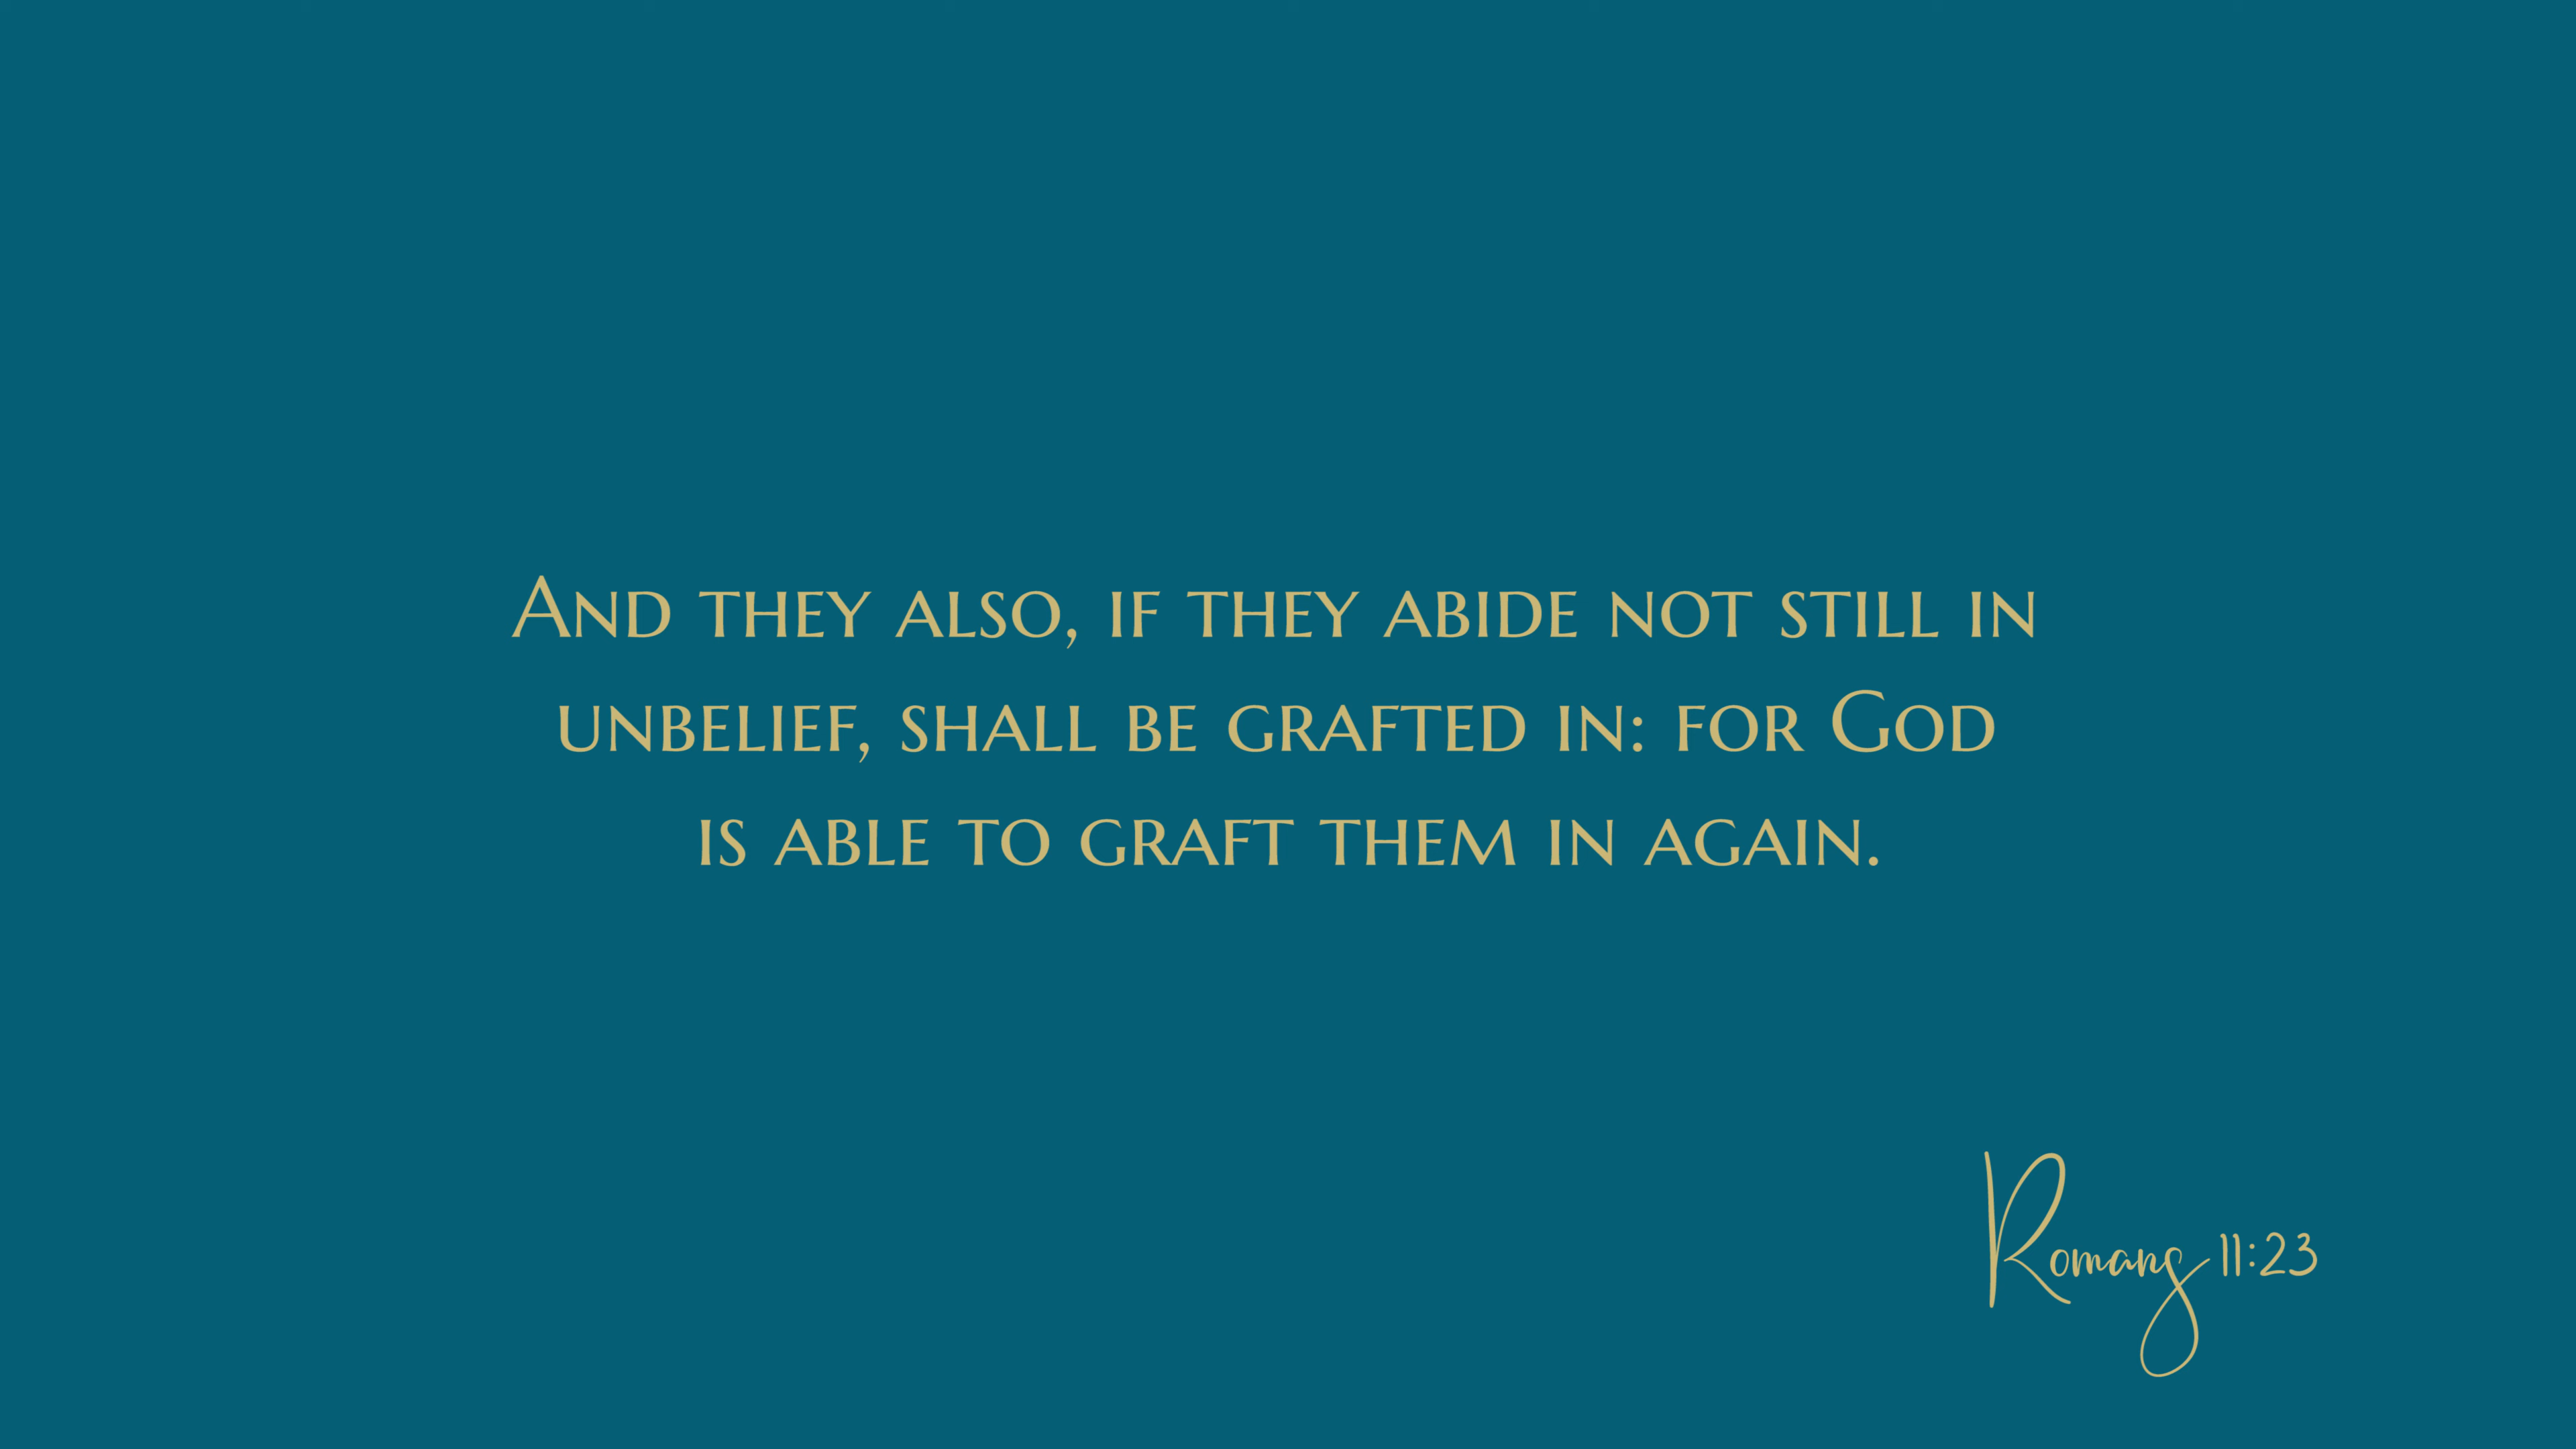 And they also, if they abide not still in
unbelief, shall be grafted in: for God
is able to graft them in again.
Romans 11:23